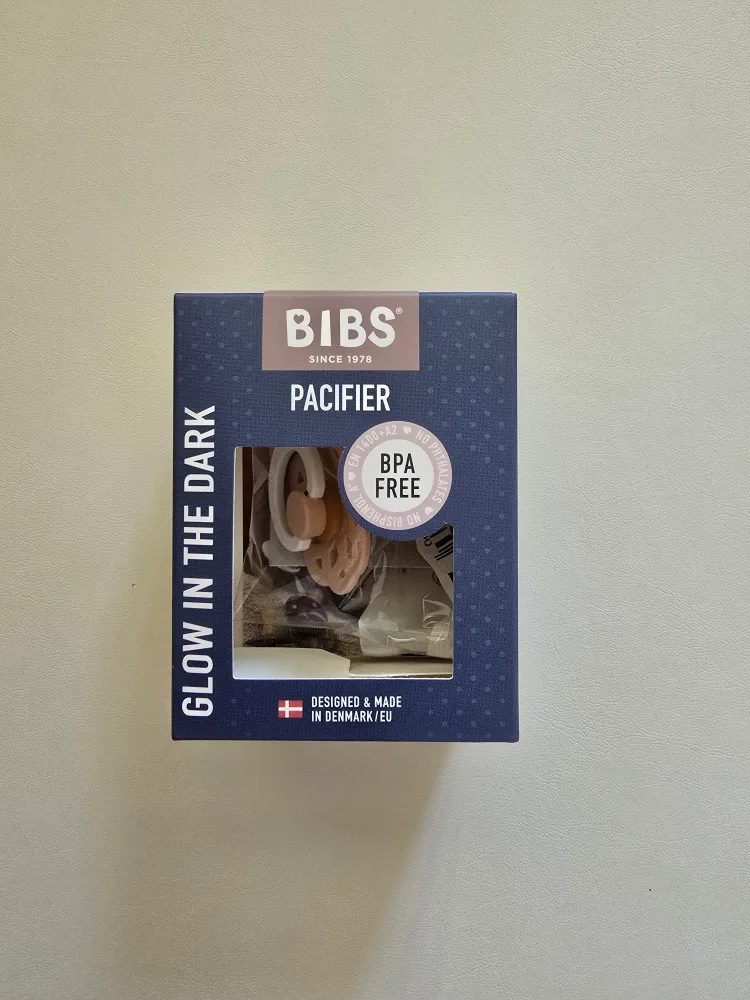 BIBS®
SINCE 1978
PACIFIER
GLOW IN THE DARK
EN 1400+A2 ♥ NO PHTHALATES ♥ NO BISPHENOL A ♥
BPA
FREE
DESIGNED & MADE
IN DENMARK/EU